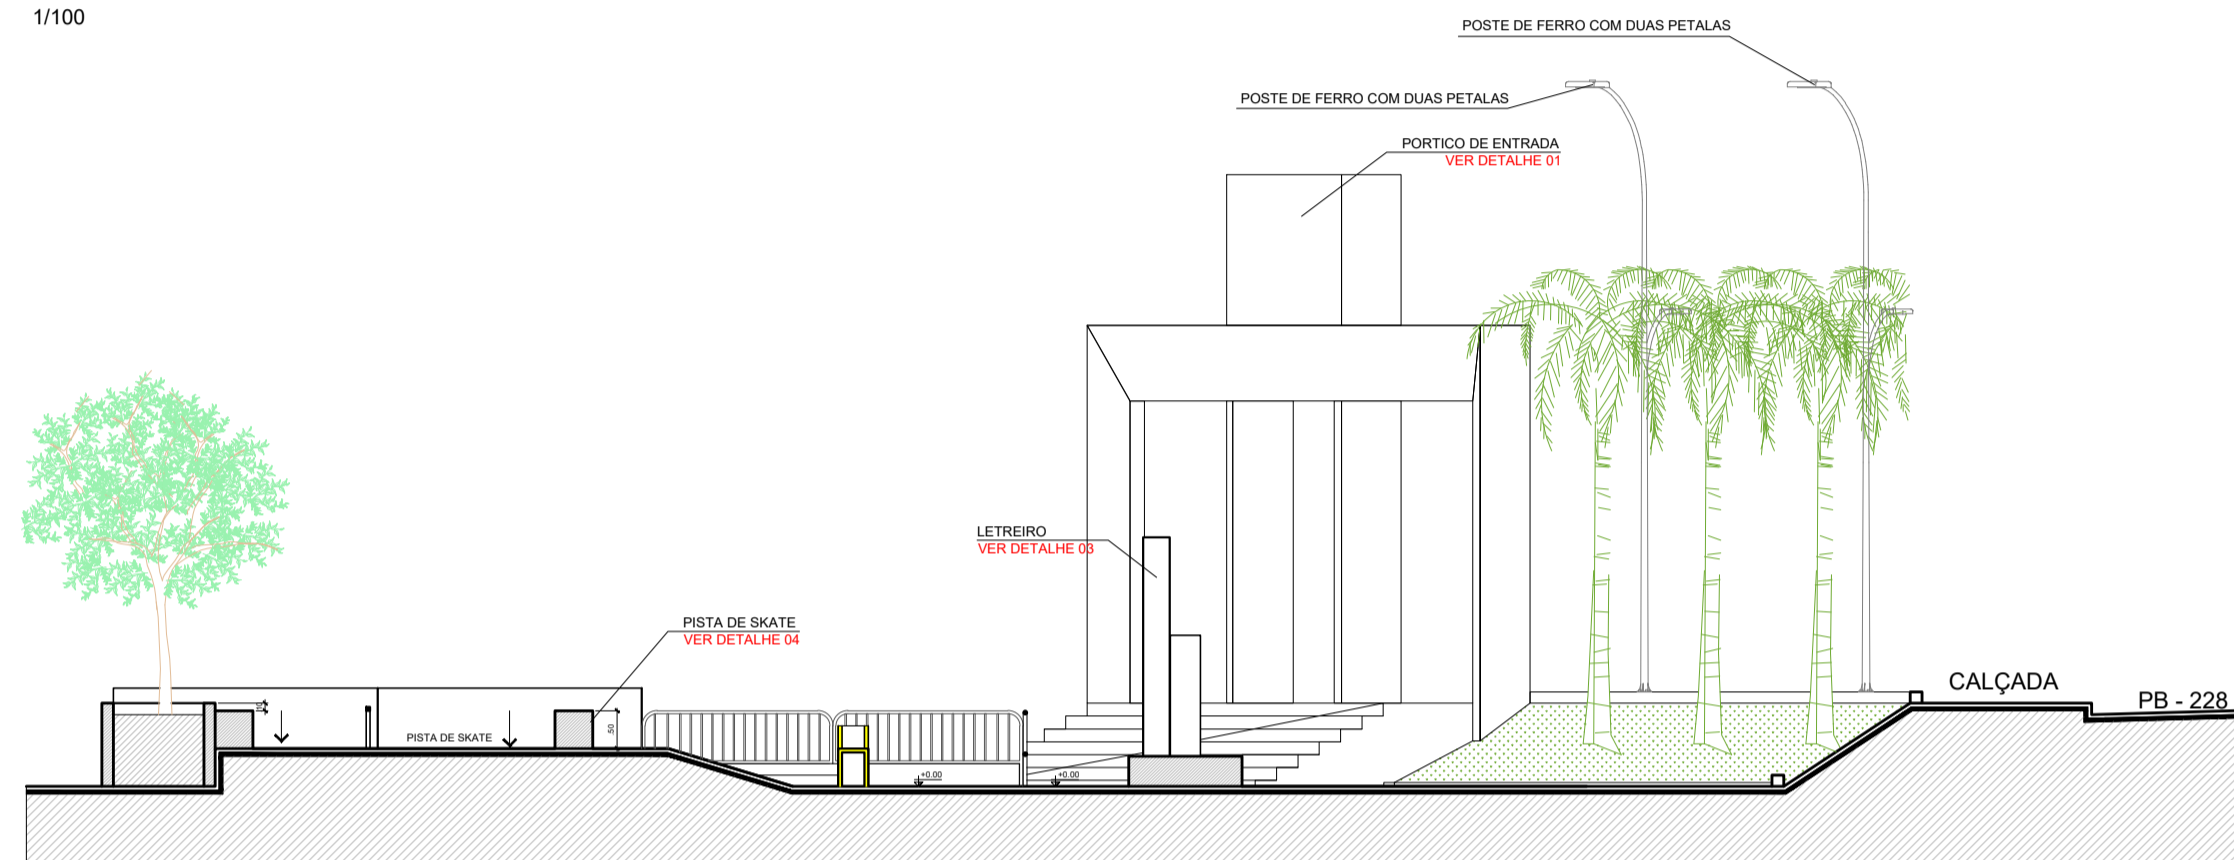 1/100
POSTE DE FERRO COM DUAS PETALAS
POSTE DE FERRO COM DUAS PETALAS
PORTICO DE ENTRADA
VER DETALHE 01
LETREIRO
VER DETALHE 03
PISTA DE SKATE
VER DETALHE 04
CALÇADA
PB - 228
.10
.50
PISTA DE SKATE
+0.00
+0.00